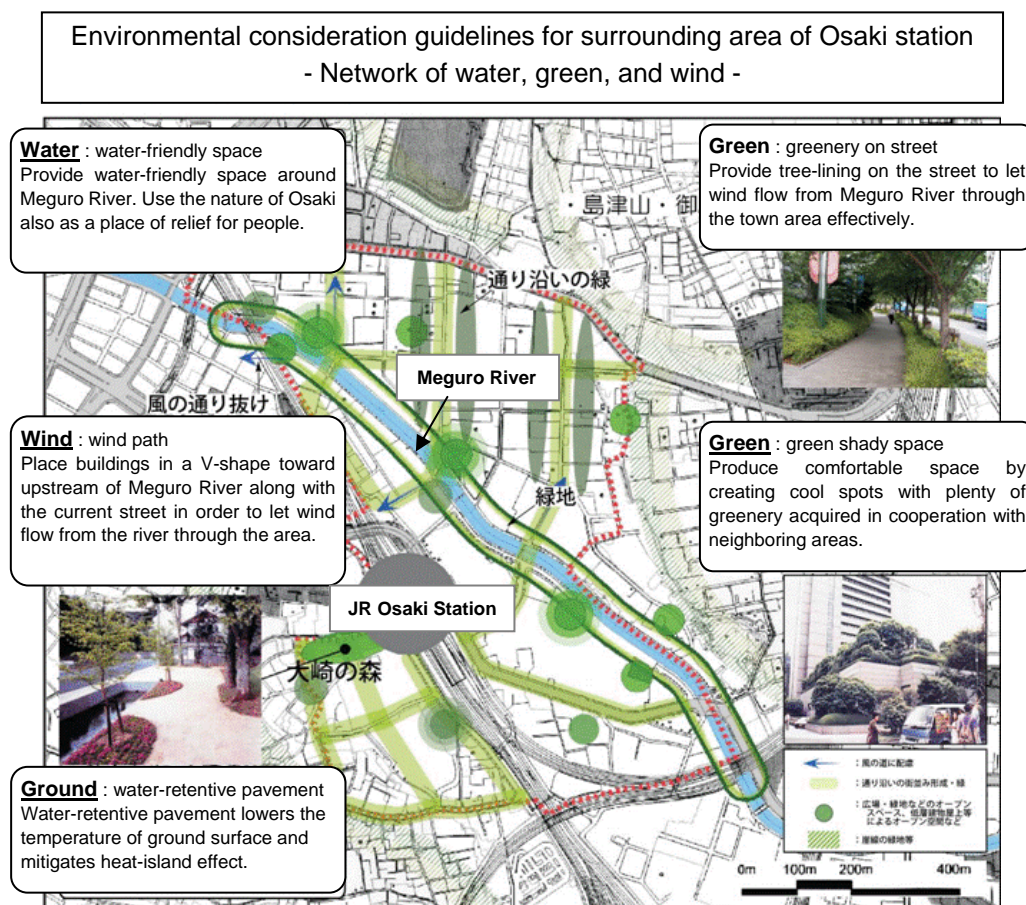 Environmental consideration guidelines for surrounding area of Osaki station
- Network of water, green, and wind -
Water : water-friendly space
Provide water-friendly space around
Meguro River. Use the nature of Osaki
also as a place of relief for people.
Green : greenery on street
Provide tree-lining on the street to let
wind flow from Meguro River through
the town area effectively.
・島津山・御
通り沿いの緑
Meguro River
風の通り抜け
Wind : wind path
Place buildings in a V-shape toward
upstream of Meguro River along with
the current street in order to let wind
flow from the river through the area.
Green : green shady space
Produce comfortable space by
creating cool spots with plenty of
greenery acquired in cooperation with
neighboring areas.
緑地
JR Osaki Station
大崎の森
Ground : water-retentive pavement
Water-retentive pavement lowers the
temperature of ground surface and
mitigates heat-island effect.
：風の道に配慮
：通り沿いの街並み形成・緑
：広場・緑地などのオープン
スペース、低層建物屋上等
によるオープン空間など
：崖線の緑地等
0m 100m 200m 400m